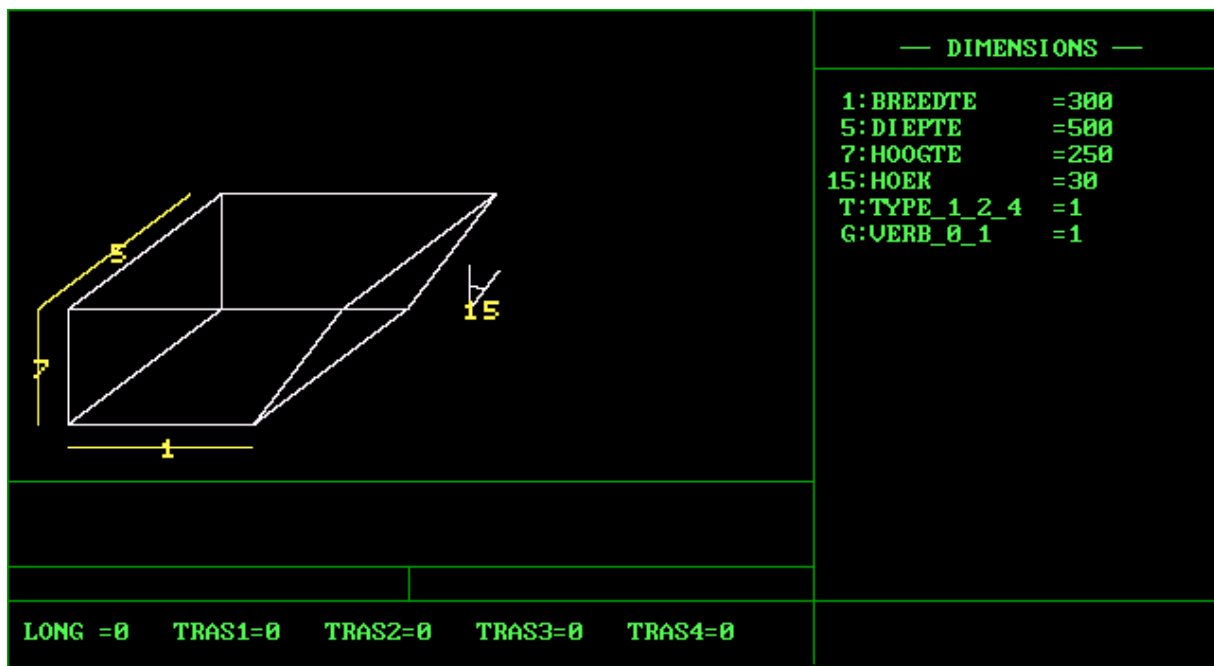 — DIMENSIONS —
1:BREEDTE =300
5:DIEPTE =500
7:HOOGTE =250
15:HOEK =30
T:TYPE_1_2_4 =1
G:VERB_0_1 =1
5
15
7
1
LONG =0 TRAS1=0 TRAS2=0 TRAS3=0 TRAS4=0